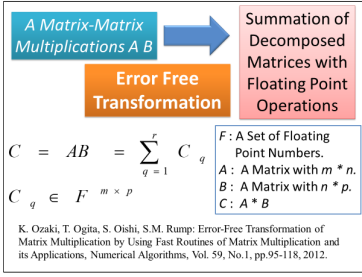 A Matrix-Matrix
Multiplications A B
Error Free
Transformation
Summation of
Decomposed
Matrices with
Floating Point
Operations
C = AB = \sum_{q=1}^{r} C_q
C_q ∈ F^{m × p}
F : A Set of Floating
Point Numbers.
A : A Matrix with m * n.
B : A Matrix with n * p.
C : A * B
K. Ozaki, T. Ogita, S. Oishi, S.M. Rump: Error-Free Transformation of
Matrix Multiplication by Using Fast Routines of Matrix Multiplication and
its Applications, Numerical Algorithms, Vol. 59, No.1, pp.95-118, 2012.